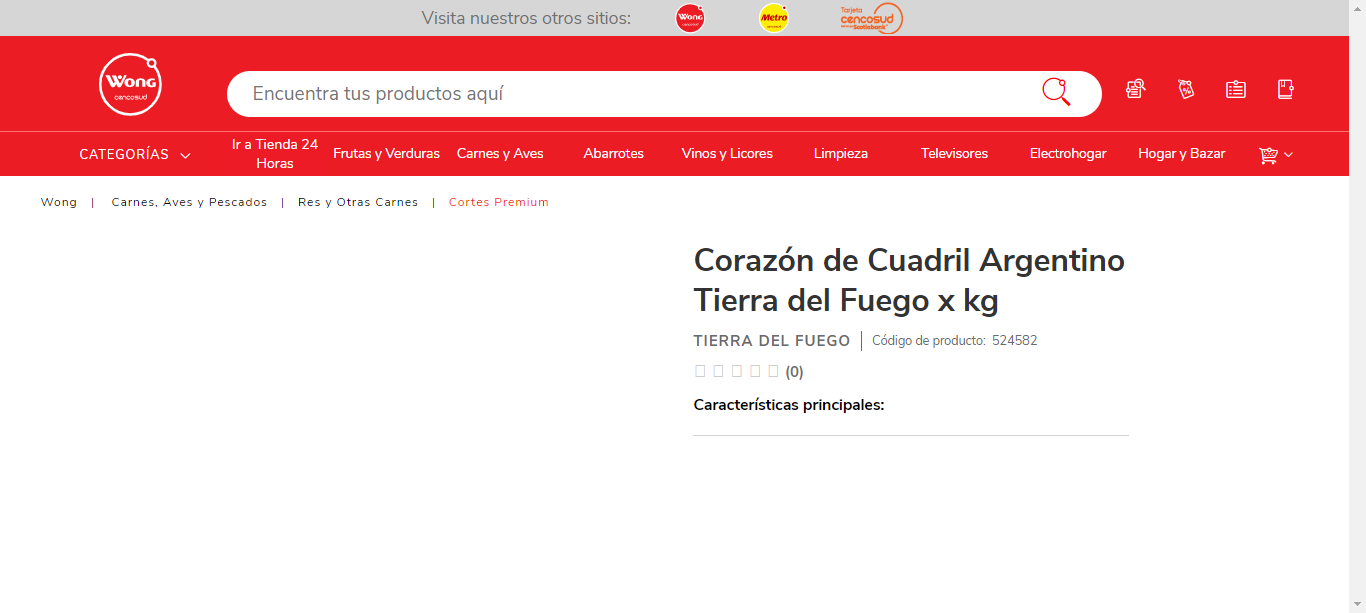 Visita nuestros otros sitios:
Wong
cencosud
Metro
cencosud
Tarjeta
cencosud
Scotiabank
Wong
cencosud
Encuentra tus productos aquí
CATEGORÍAS
Ir a Tienda 24 Horas
Frutas y Verduras
Carnes y Aves
Abarrotes
Vinos y Licores
Limpieza
Televisores
Electrohogar
Hogar y Bazar
Wong | Carnes, Aves y Pescados | Res y Otras Carnes | Cortes Premium
Corazón de Cuadril Argentino
Tierra del Fuego x kg
TIERRA DEL FUEGO | Código de producto: 524582
(0)
Características principales: